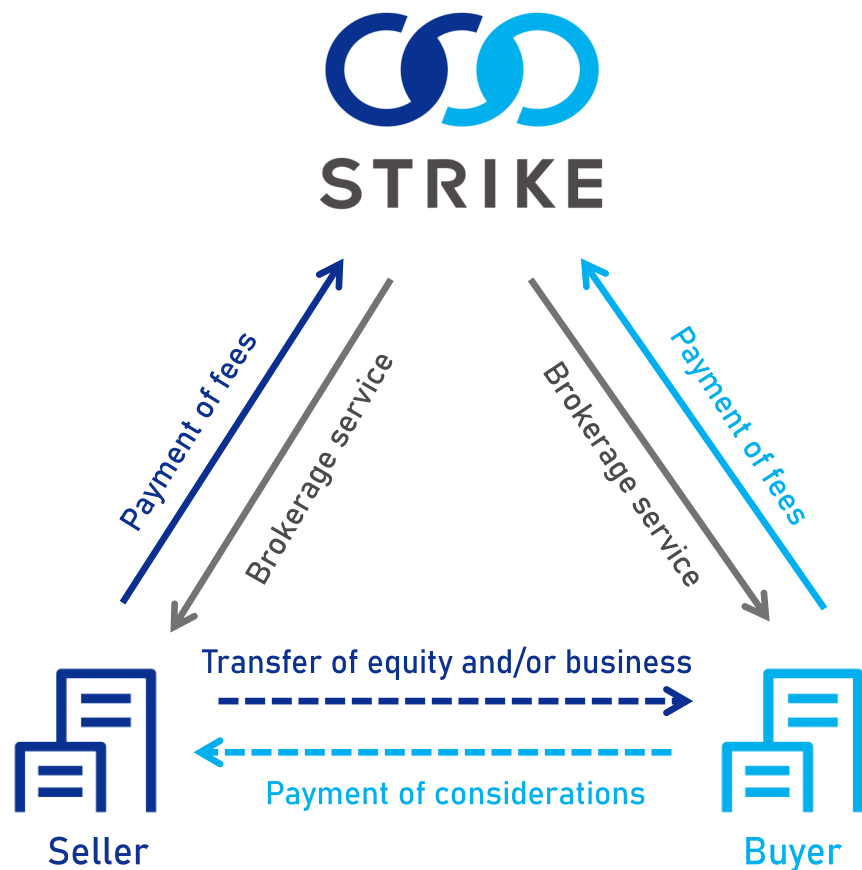 STRIKE
Payment of fees
Brokerage service
Brokerage service
Payment of fees
Transfer of equity and/or business
Payment of considerations
Seller
Buyer